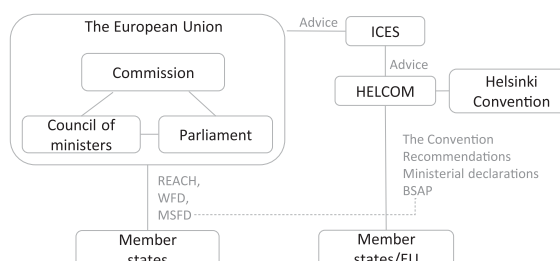 The European Union
Advice
ICES
Commission
Advice
HELCOM
Helsinki
Convention
Council of
ministers
Parliament
The Convention
Recommendations
Ministerial declarations
BSAP
REACH,
WFD,
MSFD
Member
states
Member
states/EU